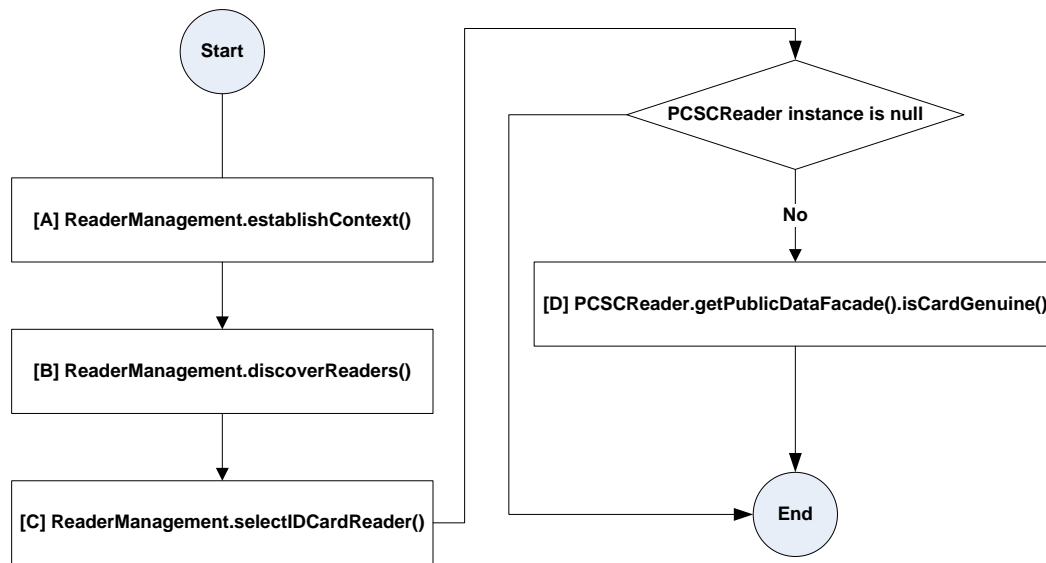 Start
[A] ReaderManagement.establishContext()
[B] ReaderManagement.discoverReaders()
[C] ReaderManagement.selectIDCardReader()
PCSCReader instance is null
No
[D] PCSCReader.getPublicDataFacade().isCardGenuine()
End